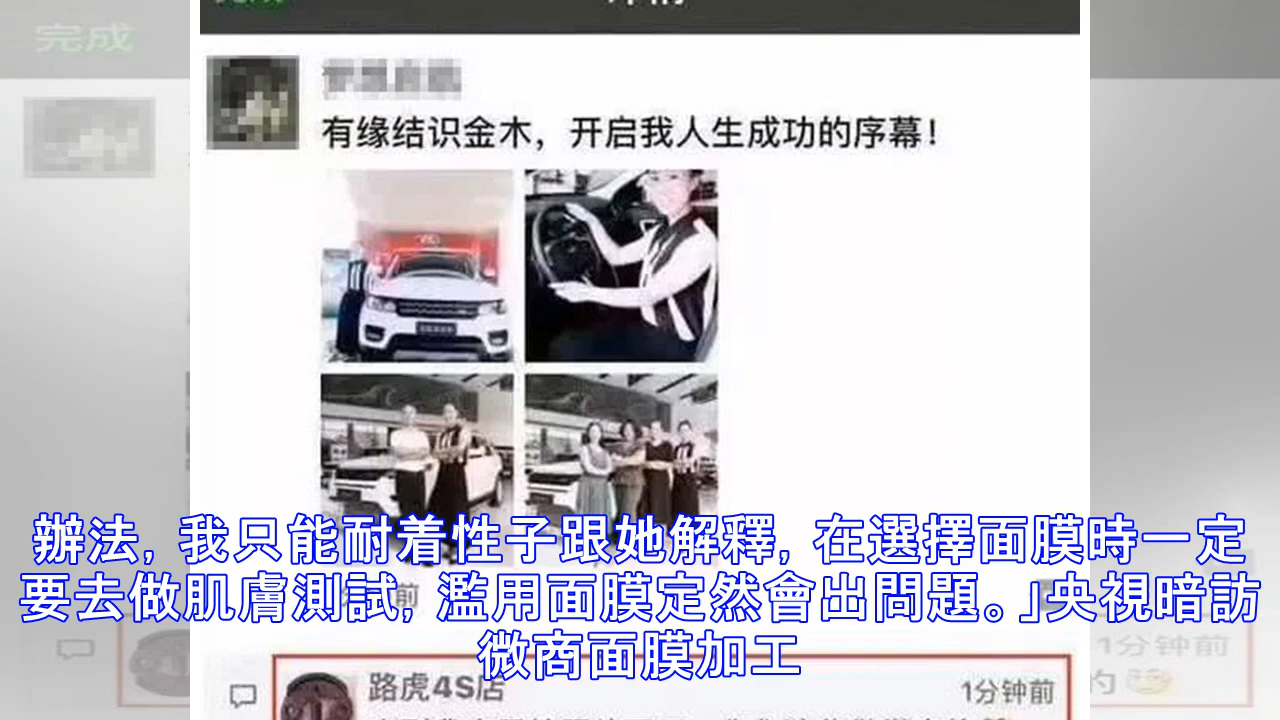 完成
有缘结识金木，开启我人生成功的序幕！
辦法，我只能耐着性子跟她解釋，在選擇面膜時一定
要去做肌膚測試，濫用面膜定然會出問題。」央視暗訪
微商面膜加工
前
1分钟前
的
路虎4S店
1分钟前